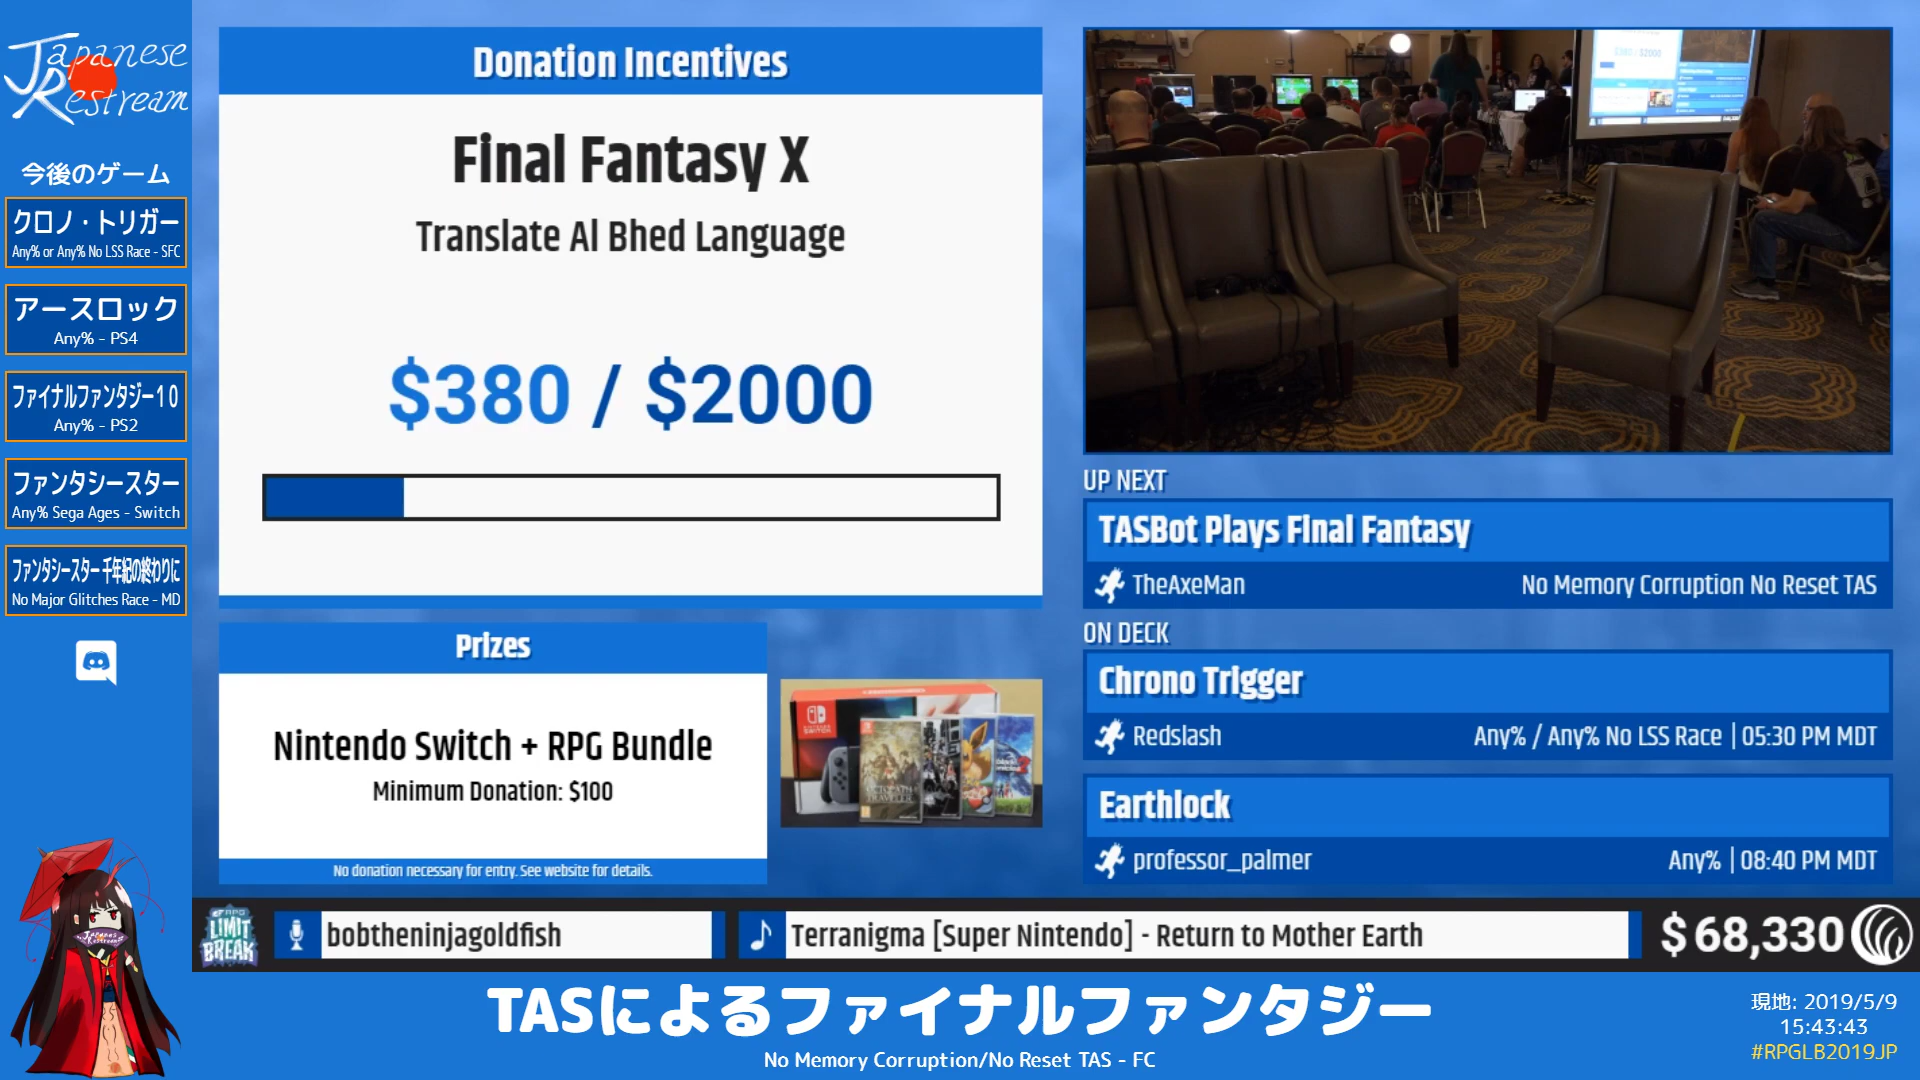 Japanese
Restream
今後のゲーム
クロノ・トリガー
Any% or Any% No LSS Race - SFC
アースロック
Any% - PS4
ファイナルファンタジー１０
Any% - PS2
ファンタシースター
Any% Sega Ages - Switch
ファンタシースター 千年紀の終わりに
No Major Glitches Race - MD
Donation Incentives
Final Fantasy X
Translate Al Bhed Language
$380 / $2000
Prizes
Nintendo Switch + RPG Bundle
Minimum Donation: $100
No donation necessary for entry. See website for details.
UP NEXT
TASBot Plays Final Fantasy
TheAxeMan
No Memory Corruption No Reset TAS
ON DECK
Chrono Trigger
Redslash
Any% / Any% No LSS Race | 05:30 PM MDT
Earthlock
professor_palmer
Any% | 08:40 PM MDT
RPG
LIMIT
BREAK
bobtheninjagoldfish
Terranigma [Super Nintendo] - Return to Mother Earth
$ 68,330
TASによるファイナルファンタジー
No Memory Corruption/No Reset TAS - FC
現地: 2019/5/9
15:43:43
#RPGLB2019JP